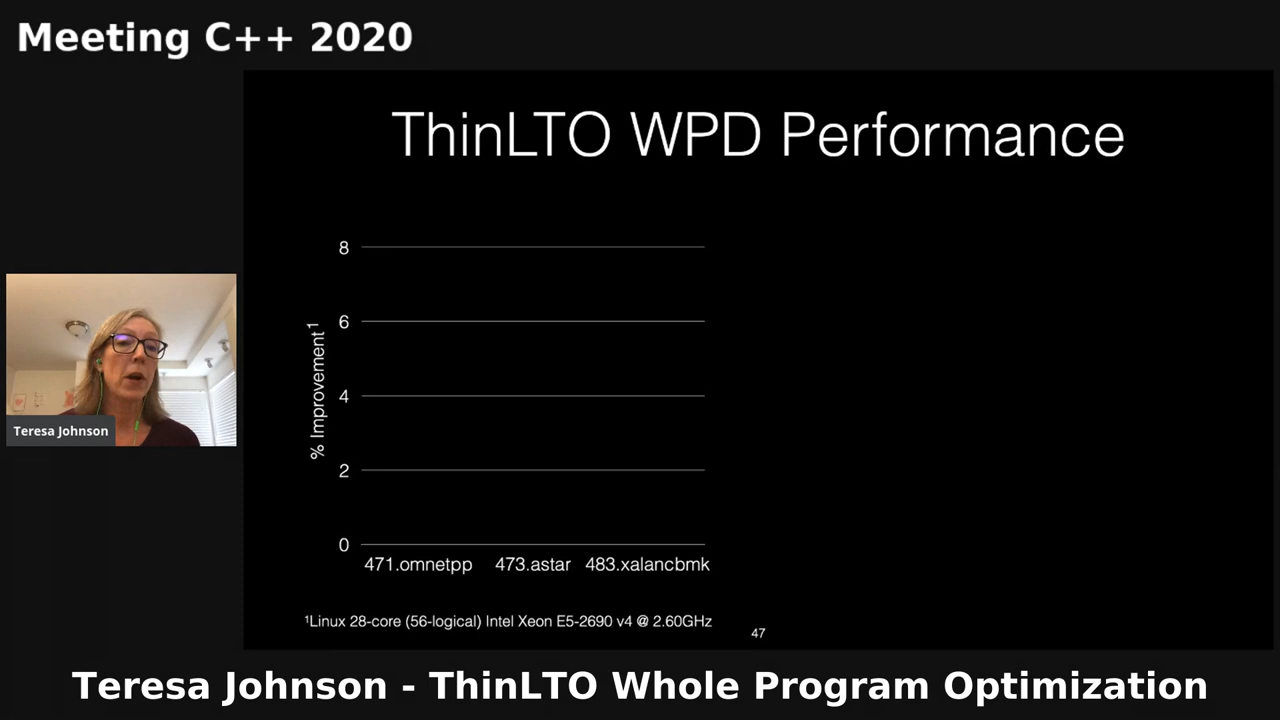 Meeting C++ 2020
ThinLTO WPD Performance
% Improvement¹
8
6
4
2
0
471.omnetpp 473.astar 483.xalancbmk
¹Linux 28-core (56-logical) Intel Xeon E5-2690 v4 @ 2.60GHz
47
Teresa Johnson
Teresa Johnson - ThinLTO Whole Program Optimization